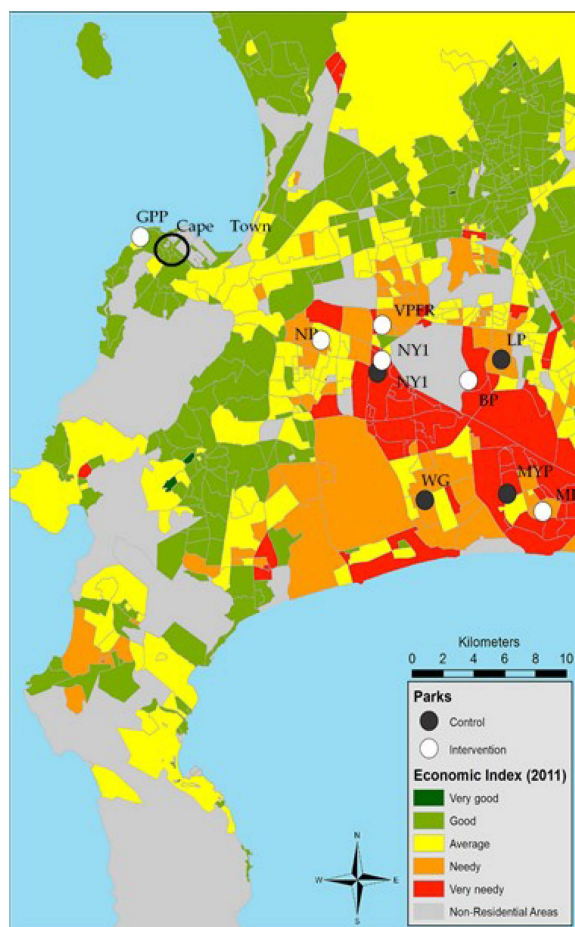 GPP
Cape Town
VPFR
NP
NY1
LP
NY1
BP
WG
MYP
Kilometers
0 2 4 6 8 10
Parks
Control
Intervention
Economic Index (2011)
Very good
Good
Average
Needy
Very needy
Non-Residential Areas
N
W E
S